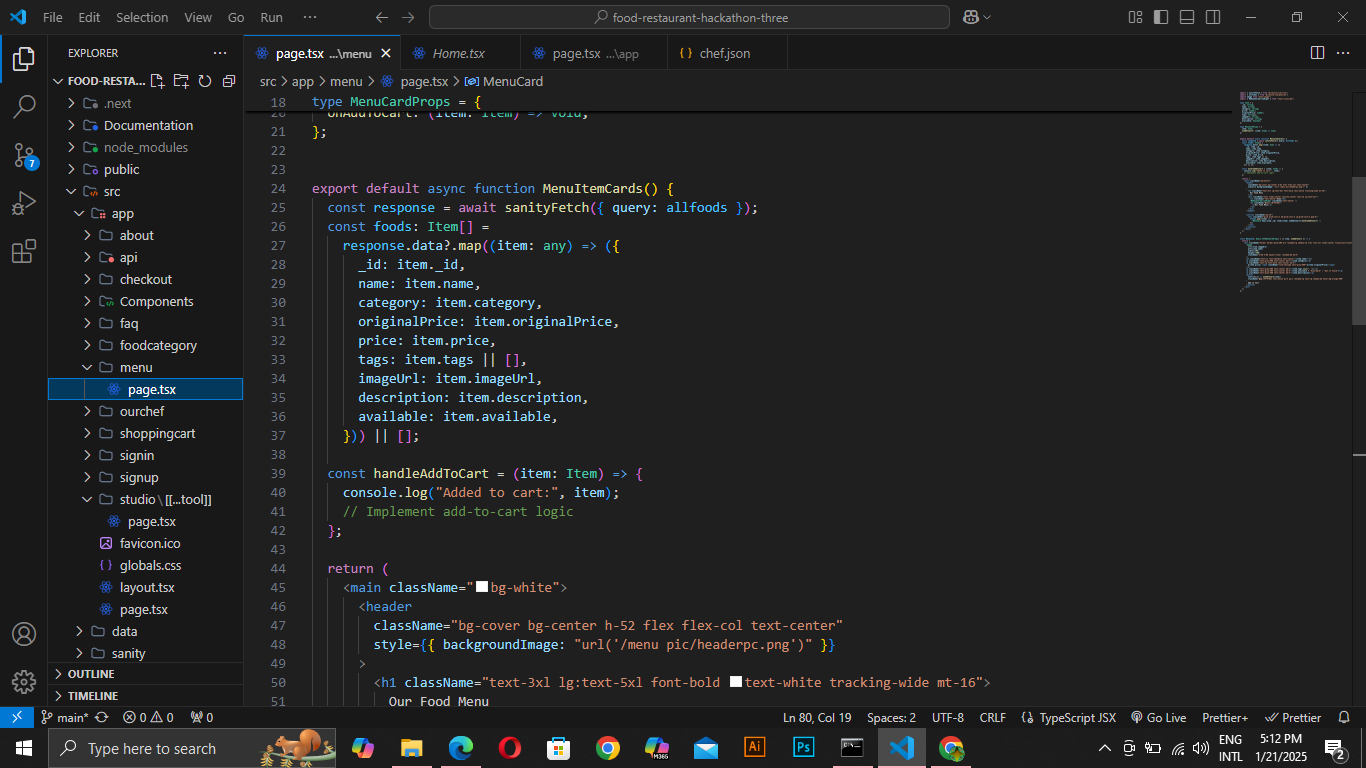 File Edit Selection View Go Run ···
food-restaurant-hackathon-three
EXPLORER
page.tsx ...\menu
Home.tsx
page.tsx ...\app
{ } chef.json
FOOD-RESTA...
.next
Documentation
node_modules
public
src
app
about
api
checkout
Components
faq
foodcategory
menu
page.tsx
ourchef
shoppingcart
signin
signup
studio\[[...tool]]
page.tsx
favicon.ico
globals.css
layout.tsx
page.tsx
data
sanity
OUTLINE
TIMELINE
7
src > app > menu > page.tsx > MenuCard
18 type MenuCardProps = {
20 onAddToCart: (item: Item) => void;
21 };
22
23
24 export default async function MenuItemCards() {
25 const response = await sanityFetch({ query: allfoods });
26 const foods: Item[] =
27 response.data?.map((item: any) => ({
28 _id: item._id,
29 name: item.name,
30 category: item.category,
31 originalPrice: item.originalPrice,
32 price: item.price,
33 tags: item.tags || [],
34 imageUrl: item.imageUrl,
35 description: item.description,
36 available: item.available,
37 })) || [];
38
39 const handleAddToCart = (item: Item) => {
40 console.log("Added to cart:", item);
41 // Implement add-to-cart logic
42 };
43
44 return (
45 <main className="bg-white">
46 <header
47 className="bg-cover bg-center h-52 flex flex-col text-center"
48 style={{ backgroundImage: "url('/menu pic/headerpc.png')" }}
49 >
50 <h1 className="text-3xl lg:text-5xl font-bold text-white tracking-wide mt-16">
51 Our Food Menu
main* 0 0 0
Ln 80, Col 19 Spaces: 2 UTF-8 CRLF TypeScript JSX Go Live Prettier+ Prettier
Type here to search
M365
Ai
Ps
ENG
INTL
5:12 PM
1/21/2025
2